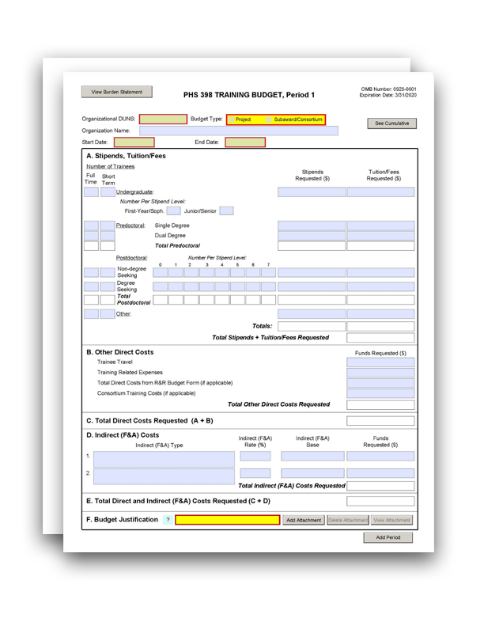 View Burden Statement
PHS 398 TRAINING BUDGET, Period 1
OMB Number: 0925-0001
Expiration Date: 3/31/2020
Organizational DUNS: Budget Type: Project Subaward/Consortium
See Cumulative
Organization Name:
Start Date: End Date:
A. Stipends, Tuition/Fees
Number of Trainees
Full Time Short Term Stipends Requested ($) Tuition/Fees Requested ($)
Undergraduate:
Number Per Stipend Level:
First-Year/Soph. Junior/Senior
Predoctoral: Single Degree
Dual Degree
Total Predoctoral
Postdoctoral: Number Per Stipend Level:
0 1 2 3 4 5 6 7
Non-degree Seeking
Degree Seeking
Total Postdoctoral
Other:
Totals:
Total Stipends + Tuition/Fees Requested
B. Other Direct Costs Funds Requested ($)
Trainee Travel
Training Related Expenses
Total Direct Costs from R&R Budget Form (if applicable)
Consortium Training Costs (if applicable)
Total Other Direct Costs Requested
C. Total Direct Costs Requested (A + B)
D. Indirect (F&A) Costs
Indirect (F&A) Type Indirect (F&A) Rate (%) Indirect (F&A) Base Funds Requested ($)
1.
2.
Total Indirect (F&A) Costs Requested
E. Total Direct and Indirect (F&A) Costs Requested (C + D)
F. Budget Justification ? Add Attachment Delete Attachment View Attachment
Add Period